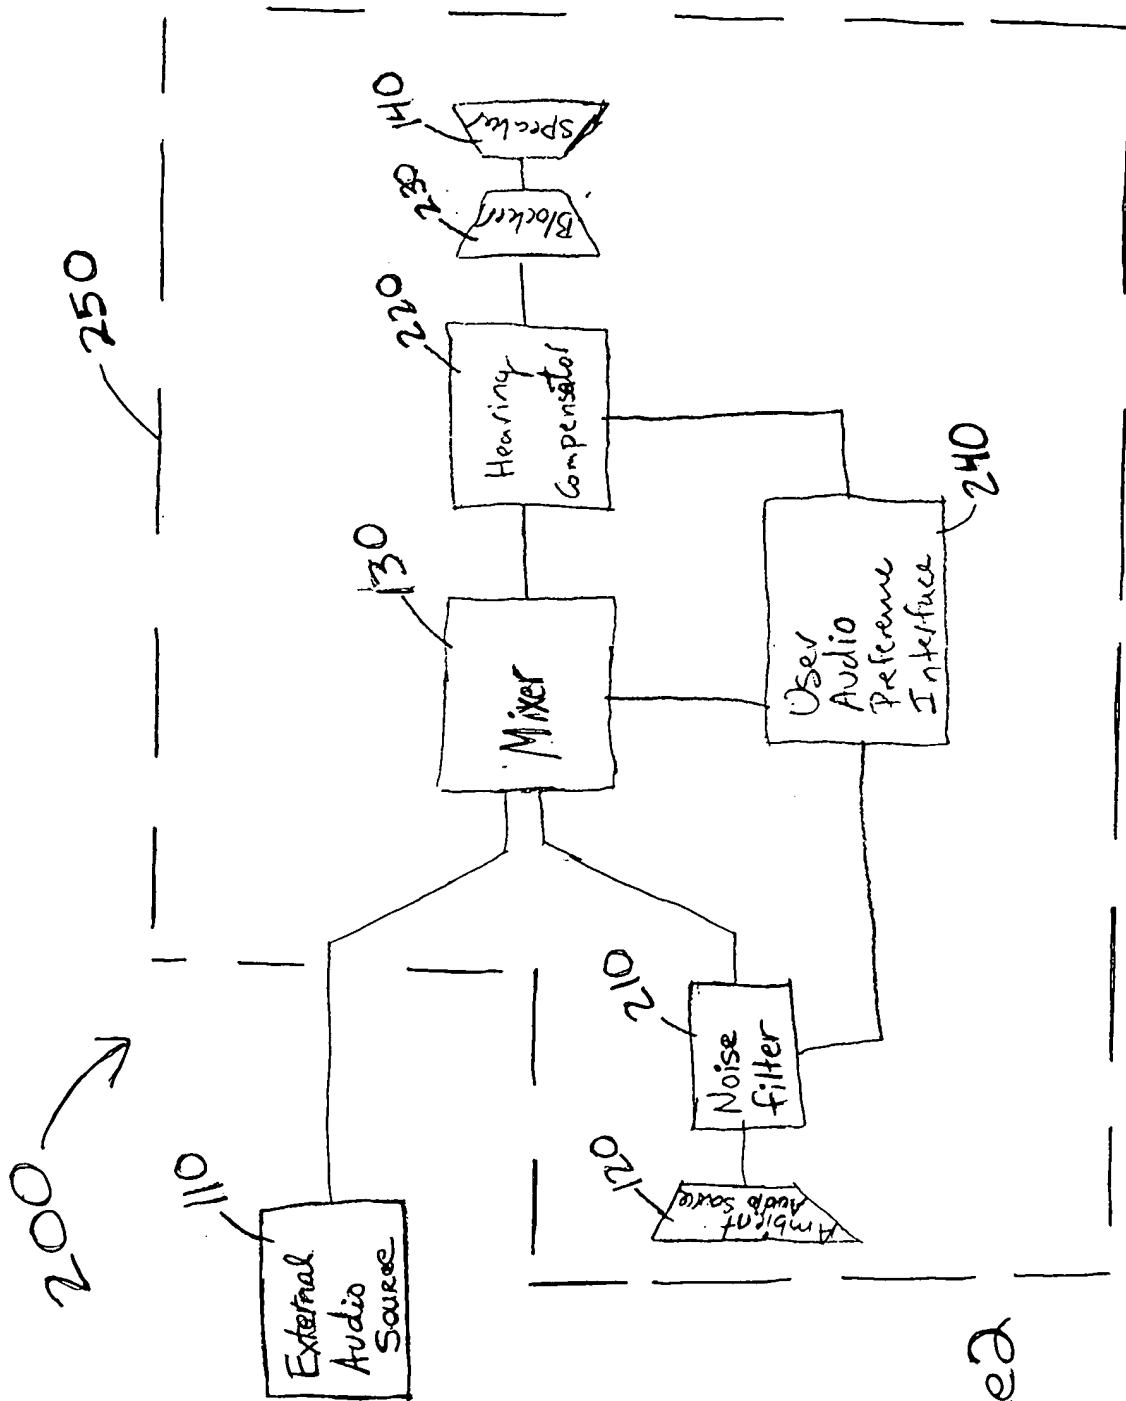 200
250
110
External
Audio
Source
120
Ambient
Audio Source
210
Noise
Filter
130
Mixer
220
Hearing
Compensator
230
Blocker
140
Speaker
240
User
Audio
Preference
Interface
e2